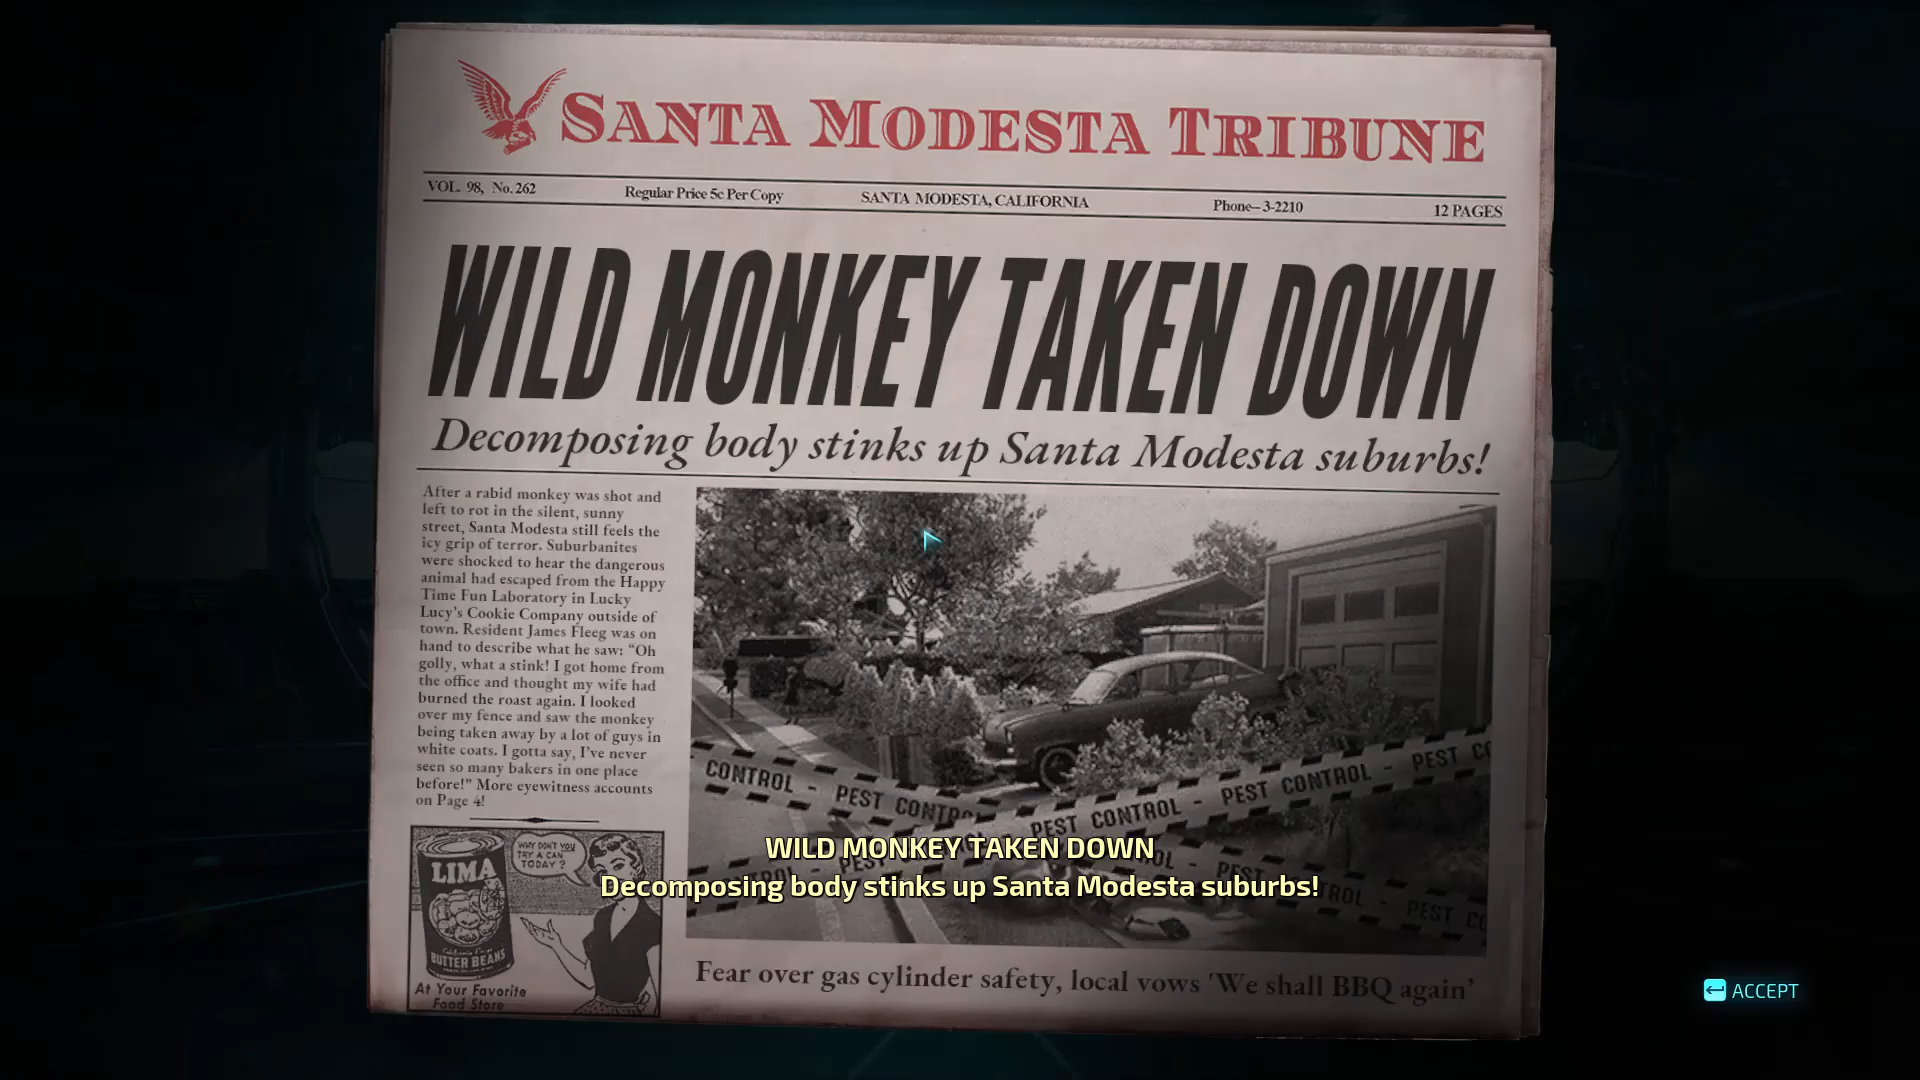 SANTA MODESTA TRIBUNE
VOL. 98, No. 262 Regular Price 5c Per Copy SANTA MODESTA, CALIFORNIA Phone–3-2210 12 PAGES
WILD MONKEY TAKEN DOWN
Decomposing body stinks up Santa Modesta suburbs!
After a rabid monkey was shot and
left to rot in the silent, sunny
street, Santa Modesta still feels the
icy grip of terror. Suburbanites
were shocked to hear the dangerous
animal had escaped from the Happy
Time Fun Laboratory in Lucky
Lucy's Cookie Company outside of
town. Resident James Fleeg was on
hand to describe what he saw: “Oh
golly, what a stink! I got home from
the office and thought my wife had
burned the roast again. I looked
over my fence and saw the monkey
being taken away by a lot of guys in
white coats. I gotta say, I've never
seen so many bakers in one place
before!” More eyewitness accounts
on Page 4!
WHY DON'T YOU
TRY A CAN
TODAY?
LIMA
BUTTER BEANS
At Your Favorite
Food Store
CONTROL - PEST CONTROL
PEST CONTROL - PEST CONTROL - PEST CO
PEST CO
WILD MONKEY TAKEN DOWN
Decomposing body stinks up Santa Modesta suburbs!
Fear over gas cylinder safety, local vows 'We shall BBQ again'
ACCEPT